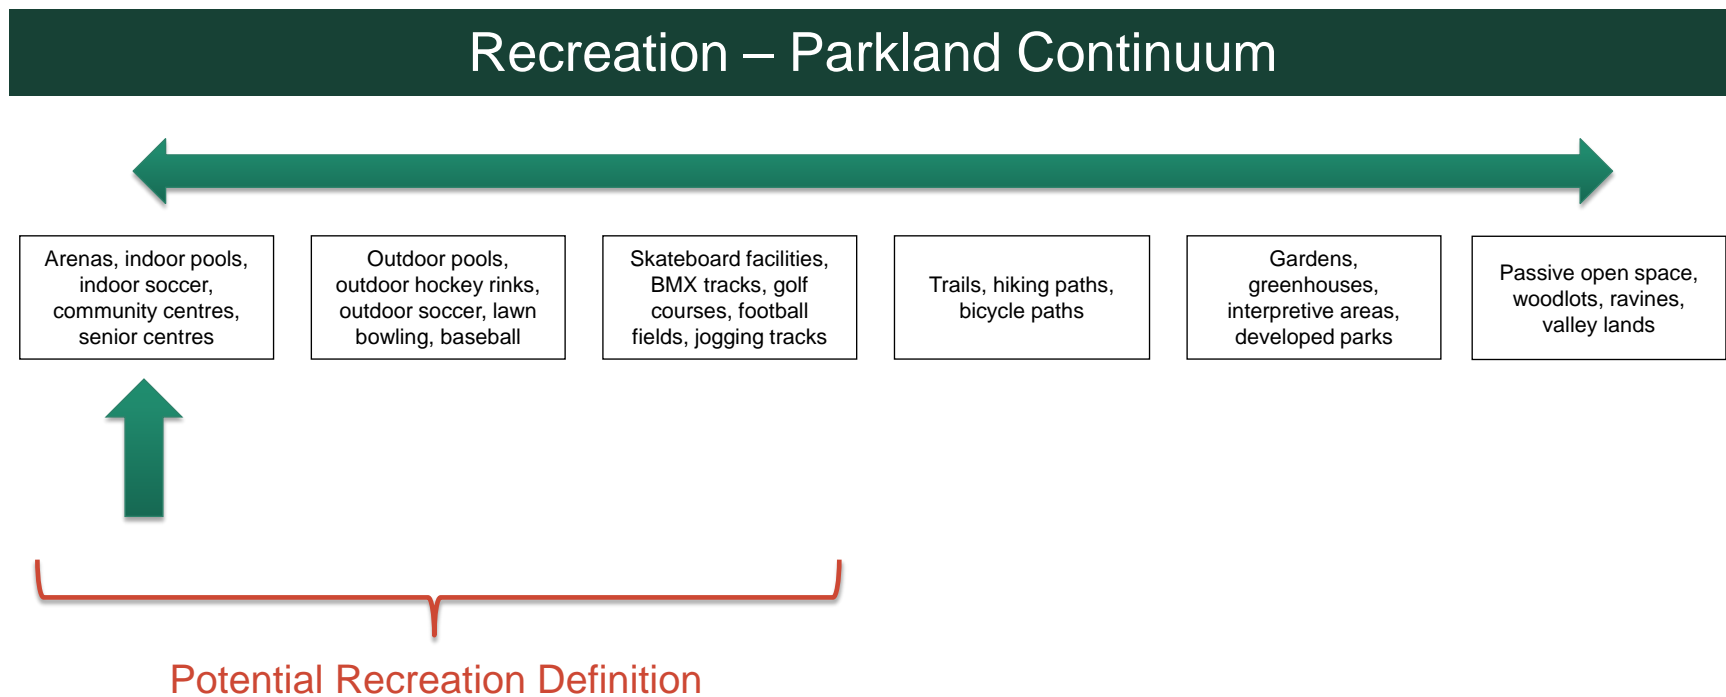 Recreation – Parkland Continuum
Arenas, indoor pools,
indoor soccer,
community centres,
senior centres
Outdoor pools,
outdoor hockey rinks,
outdoor soccer, lawn
bowling, baseball
Skateboard facilities,
BMX tracks, golf
courses, football
fields, jogging tracks
Trails, hiking paths,
bicycle paths
Gardens,
greenhouses,
interpretive areas,
developed parks
Passive open space,
woodlots, ravines,
valley lands
Potential Recreation Definition